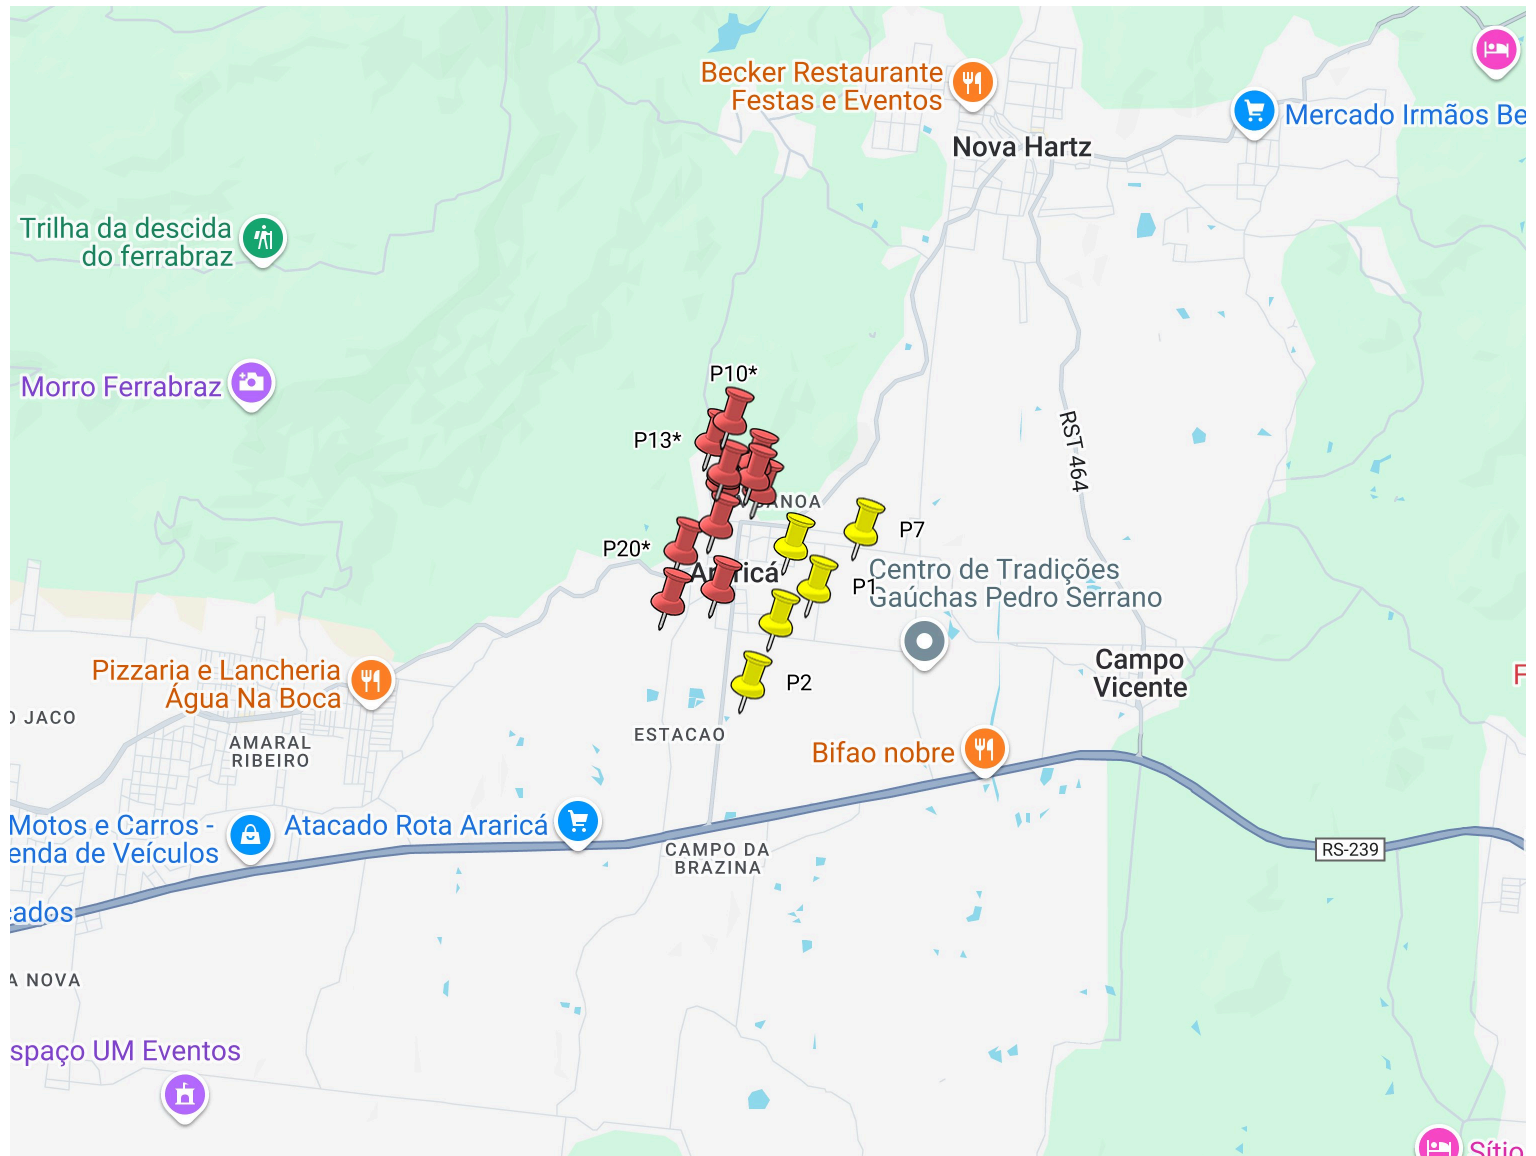 Becker Restaurante
Festas e Eventos
Mercado Irmãos Be
Nova Hartz
Trilha da descida
do ferrabraz
Morro Ferrabraz
P10*
P13*
RST 464
ANOA
P7
P20*
Araricá
P1
Centro de Tradições
Gaúchas Pedro Serrano
Pizzaria e Lancheria
Água Na Boca
Campo
Vicente
F
P2
O JACO
ESTACAO
AMARAL
RIBEIRO
Bifao nobre
Motos e Carros -
enda de Veículos
Atacado Rota Araricá
CAMPO DA
BRAZINA
RS-239
cados
A NOVA
spaço UM Eventos
Sítio